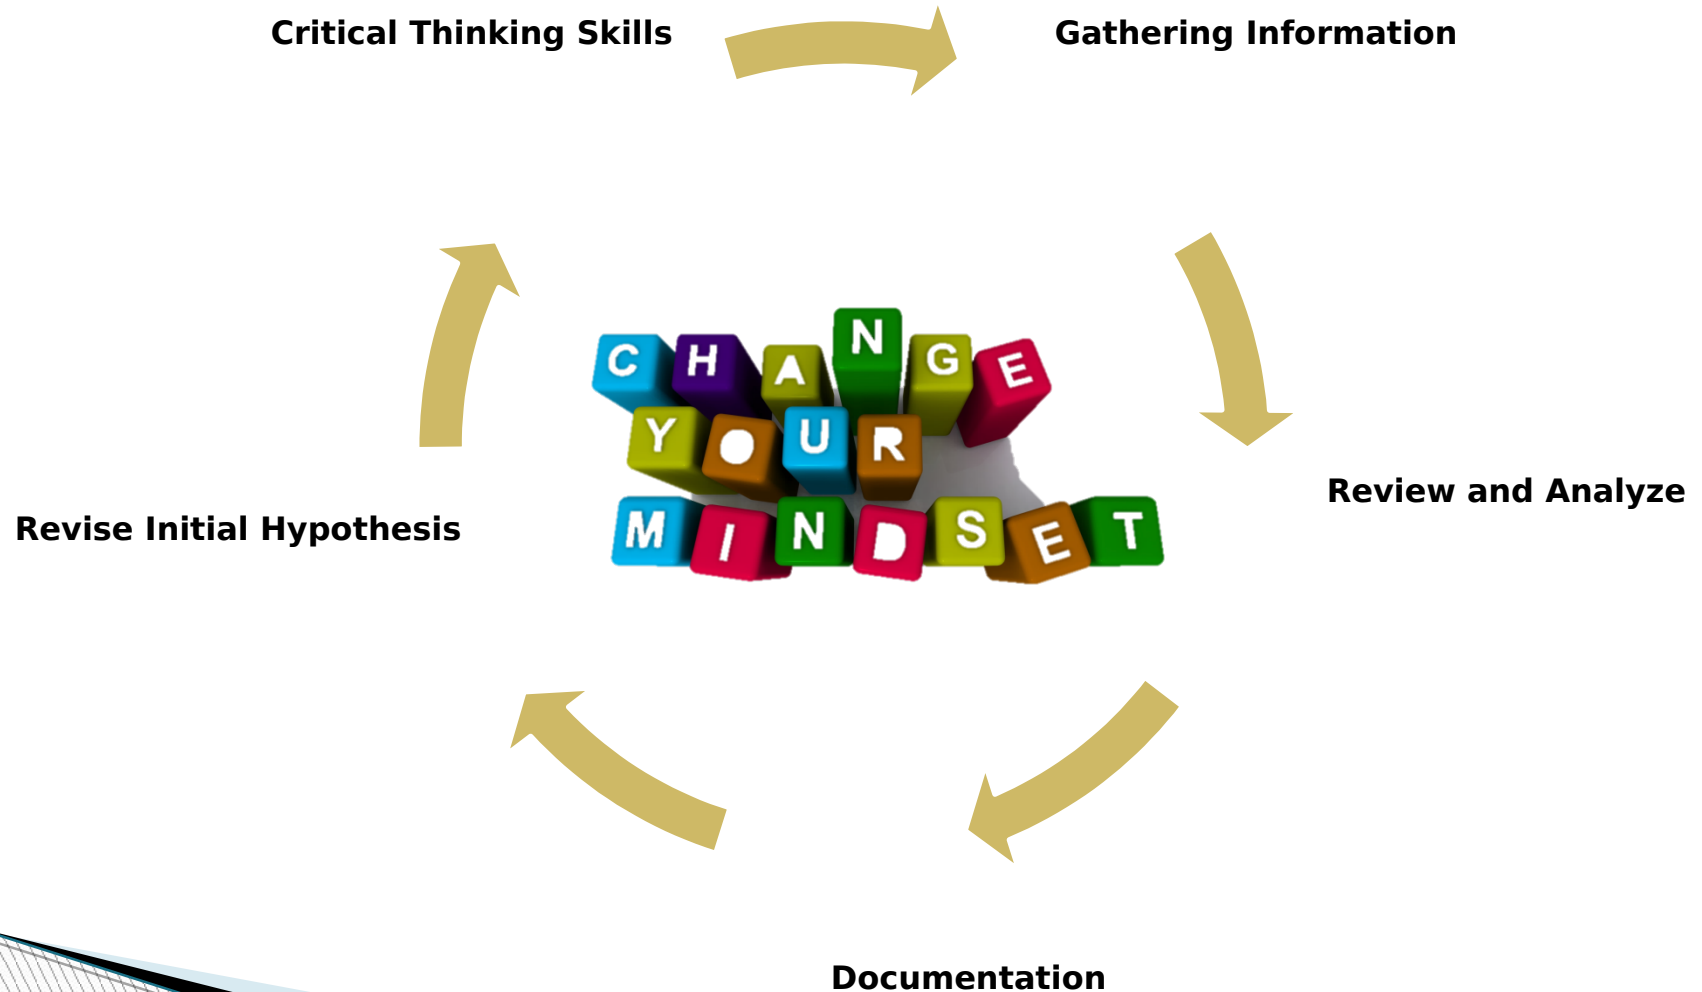 Critical Thinking Skills
Gathering Information
CHANGE
YOUR
MINDSET
Review and Analyze
Revise Initial Hypothesis
Documentation